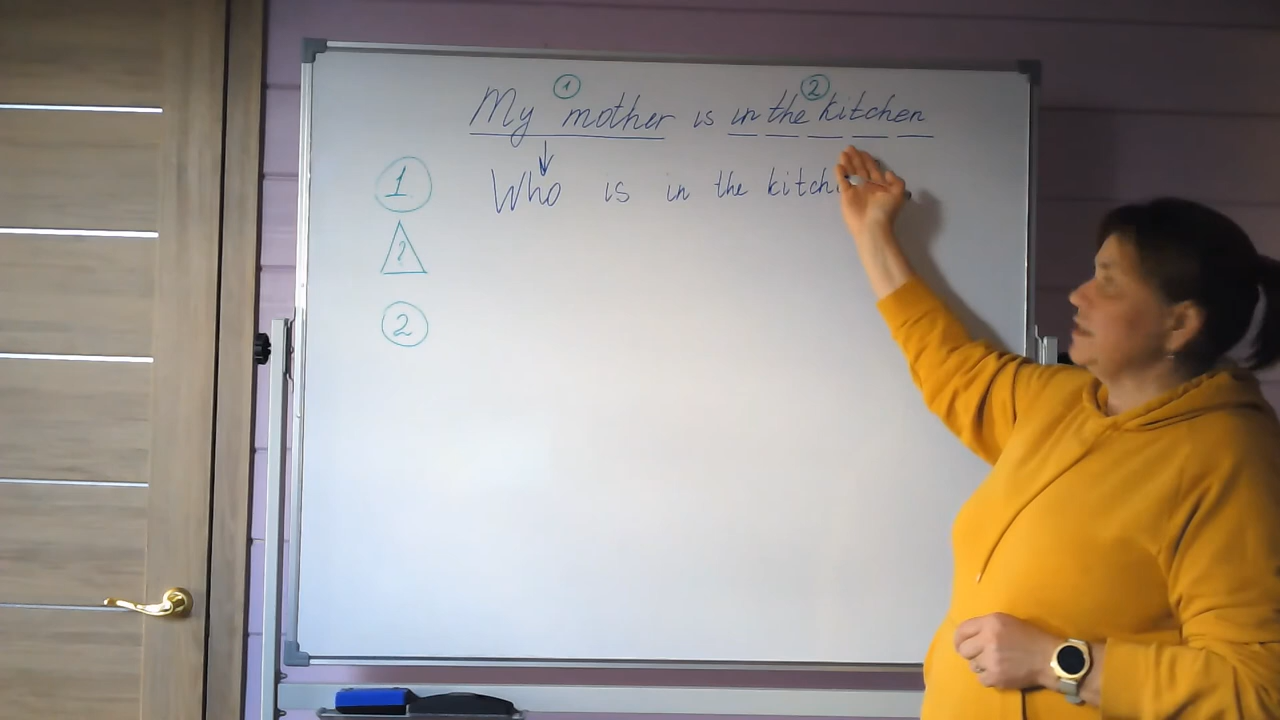 1 2
My mother is in the kitchen
1 Who is in the
?
2